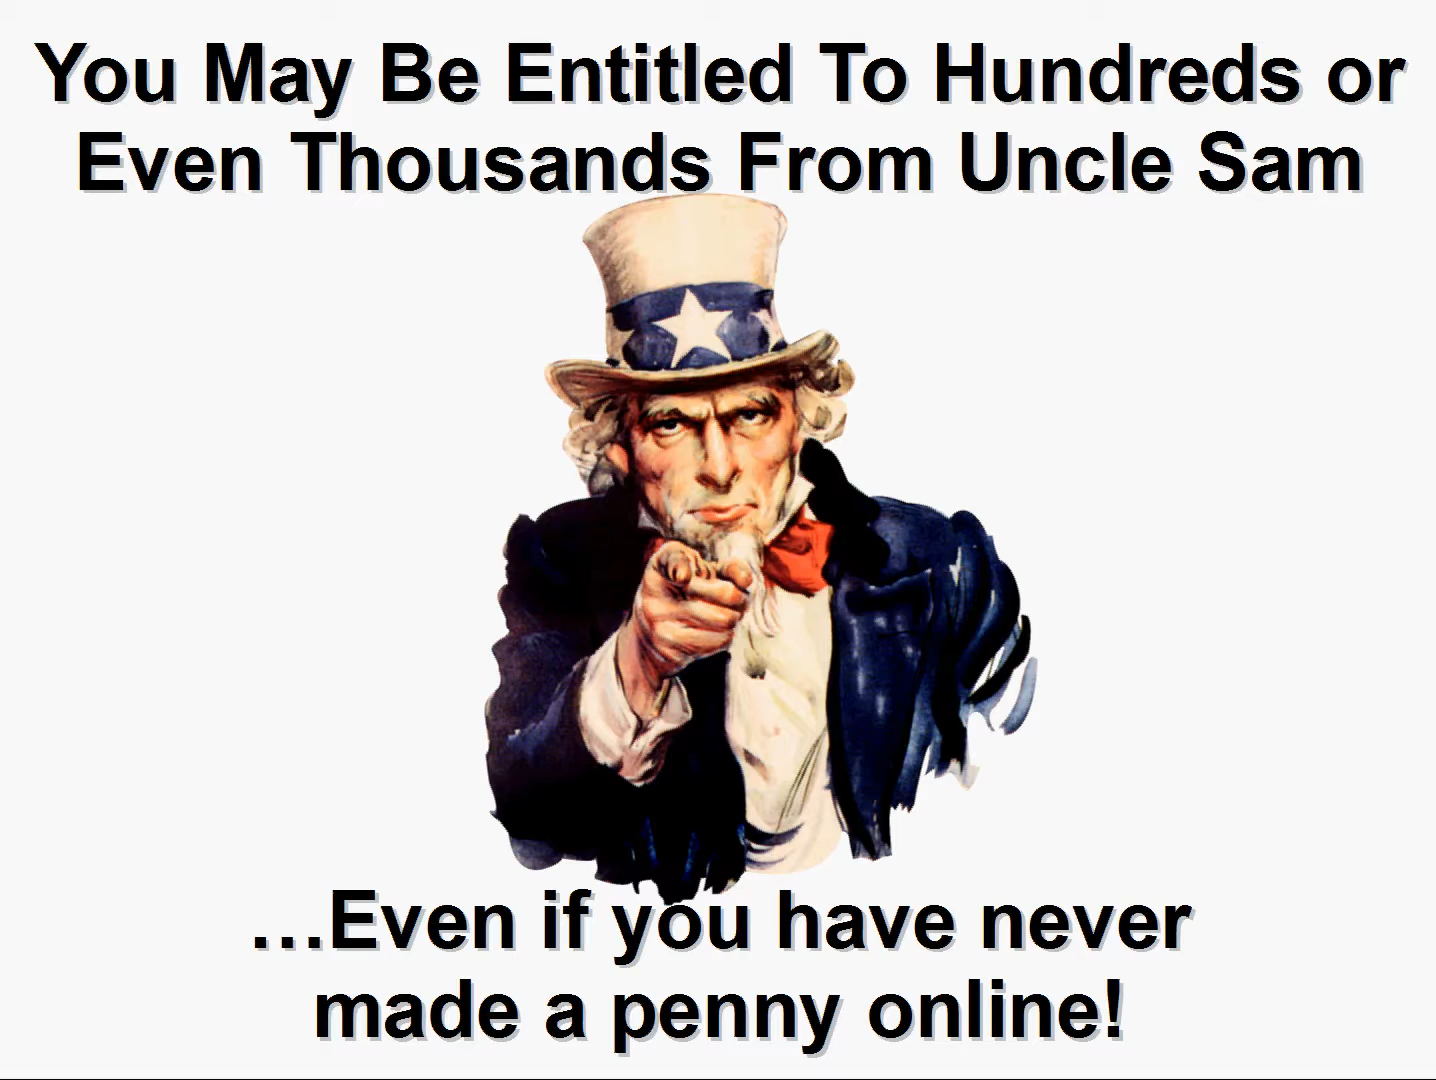 You May Be Entitled To Hundreds or
Even Thousands From Uncle Sam
…Even if you have never
made a penny online!